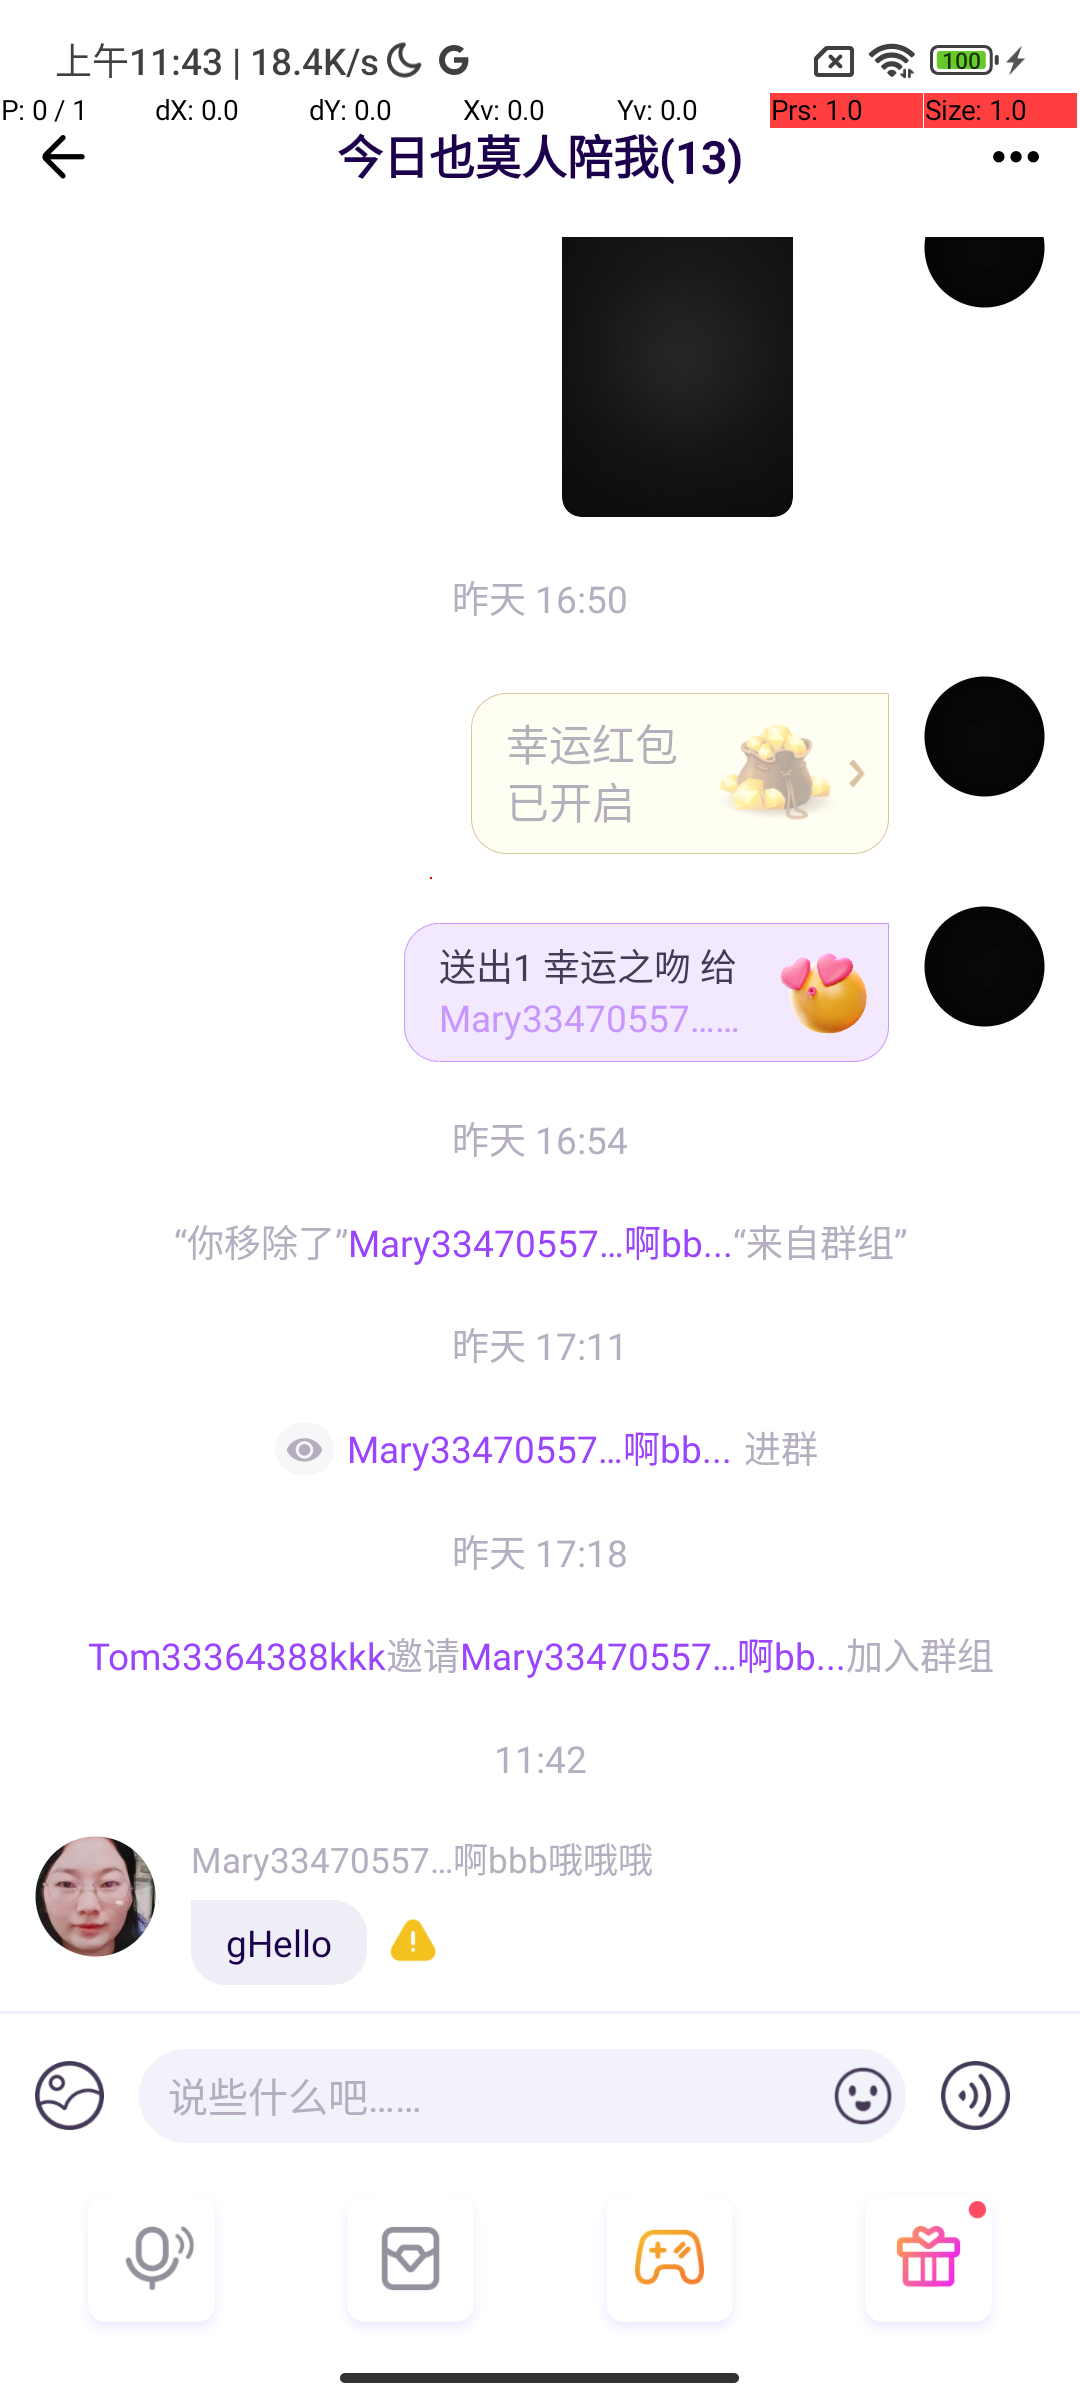 上午11:43 | 18.4K/s
100
P: 0 / 1 dX: 0.0 dY: 0.0 Xv: 0.0 Yv: 0.0 Prs: 1.0 Size: 1.0
今日也莫人陪我(13)
昨天 16:50
幸运红包
已开启
送出1 幸运之吻 给
Mary33470557……
昨天 16:54
“你移除了”Mary33470557...啊bb...“来自群组”
昨天 17:11
Mary33470557...啊bb... 进群
昨天 17:18
Tom33364388kkk邀请Mary33470557...啊bb...加入群组
11:42
Mary33470557...啊bbb哦哦哦
gHello
说些什么吧……